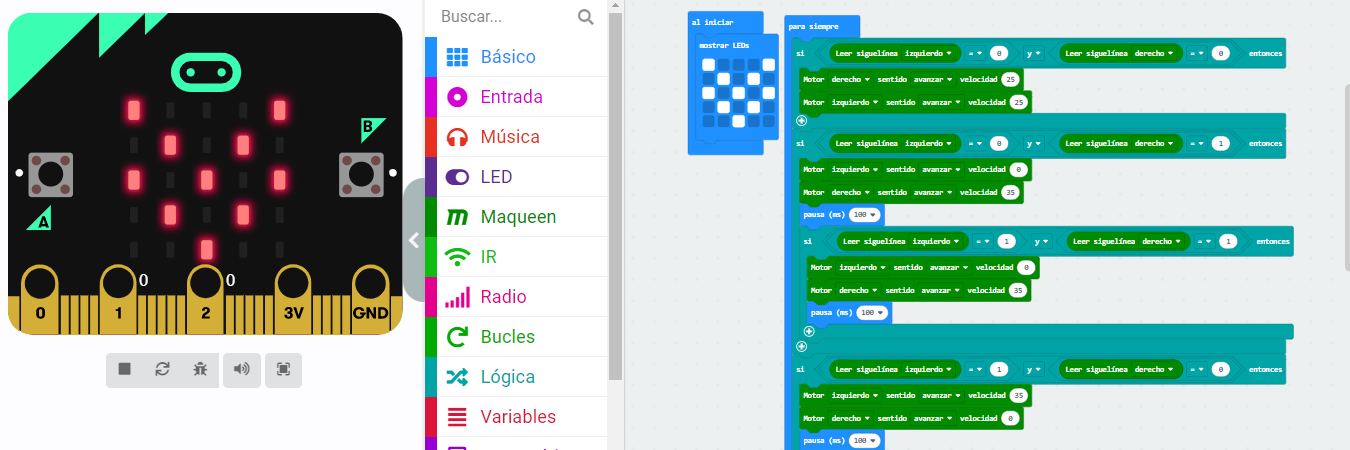 B
A
0
0
0
1
2
3V
GND
Buscar...
Básico
Entrada
Música
LED
Maqueen
IR
Radio
Bucles
Lógica
Variables
al iniciar
mostrar LEDs
para siempre
si Leer siguelínea izquierdo = 0 y Leer siguelínea derecho = 0 entonces
Motor derecho sentido avanzar velocidad 25
Motor izquierdo sentido avanzar velocidad 25
si Leer siguelínea izquierdo = 0 y Leer siguelínea derecho = 1 entonces
Motor izquierdo sentido avanzar velocidad 0
Motor derecho sentido avanzar velocidad 35
pausa (ms) 100
si Leer siguelínea izquierdo = 1 y Leer siguelínea derecho = 1 entonces
Motor izquierdo sentido avanzar velocidad 0
Motor derecho sentido avanzar velocidad 35
pausa (ms) 100
si Leer siguelínea izquierdo = 1 y Leer siguelínea derecho = 0 entonces
Motor izquierdo sentido avanzar velocidad 35
Motor derecho sentido avanzar velocidad 0
pausa (ms) 100